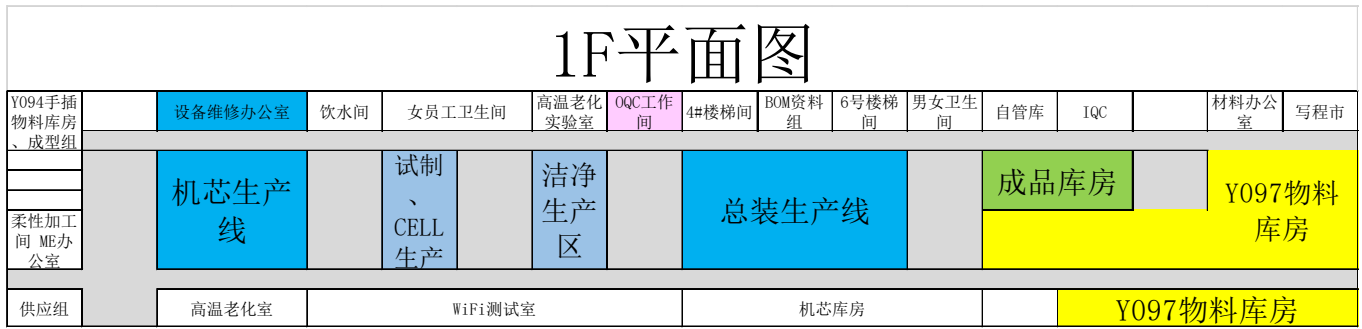 1F平面图
Y094手插
物料库房
、成型组
设备维修办公室
饮水间
女员工卫生间
高温老化
实验室
OQC工作
间
4#楼梯间
BOM资料
组
6号楼梯
间
男女卫生
间
自管库
IQC
材料办公
室
写程市
机芯生产
线
试制
、
CELL
生产
洁净
生产
区
总装生产线
成品库房
Y097物料
库房
柔性加工
间 ME办
公室
供应组
高温老化室
WiFi测试室
机芯库房
Y097物料库房